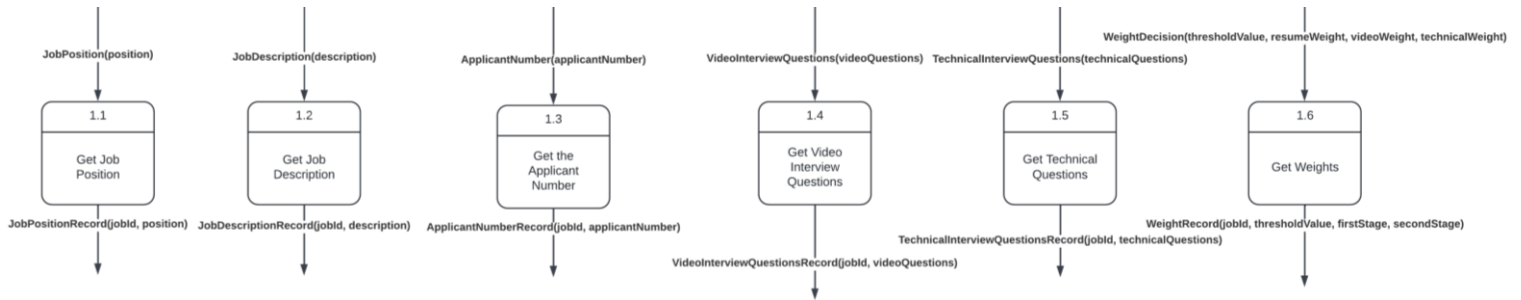 JobPosition(position)
JobDescription(description)
ApplicantNumber(applicantNumber)
VideoInterviewQuestions(videoQuestions)
TechnicalInterviewQuestions(technicalQuestions)
WeightDecision(thresholdValue, resumeWeight, videoWeight, technicalWeight)
1.1
Get Job
Position
1.2
Get Job
Description
1.3
Get the
Applicant
Number
1.4
Get Video
Interview
Questions
1.5
Get Technical
Questions
1.6
Get Weights
JobPositionRecord(jobId, position)
JobDescriptionRecord(jobId, description)
ApplicantNumberRecord(jobId, applicantNumber)
VideoInterviewQuestionsRecord(jobId, videoQuestions)
TechnicalInterviewQuestionsRecord(jobId, technicalQuestions)
WeightRecord(jobId, thresholdValue, firstStage, secondStage)